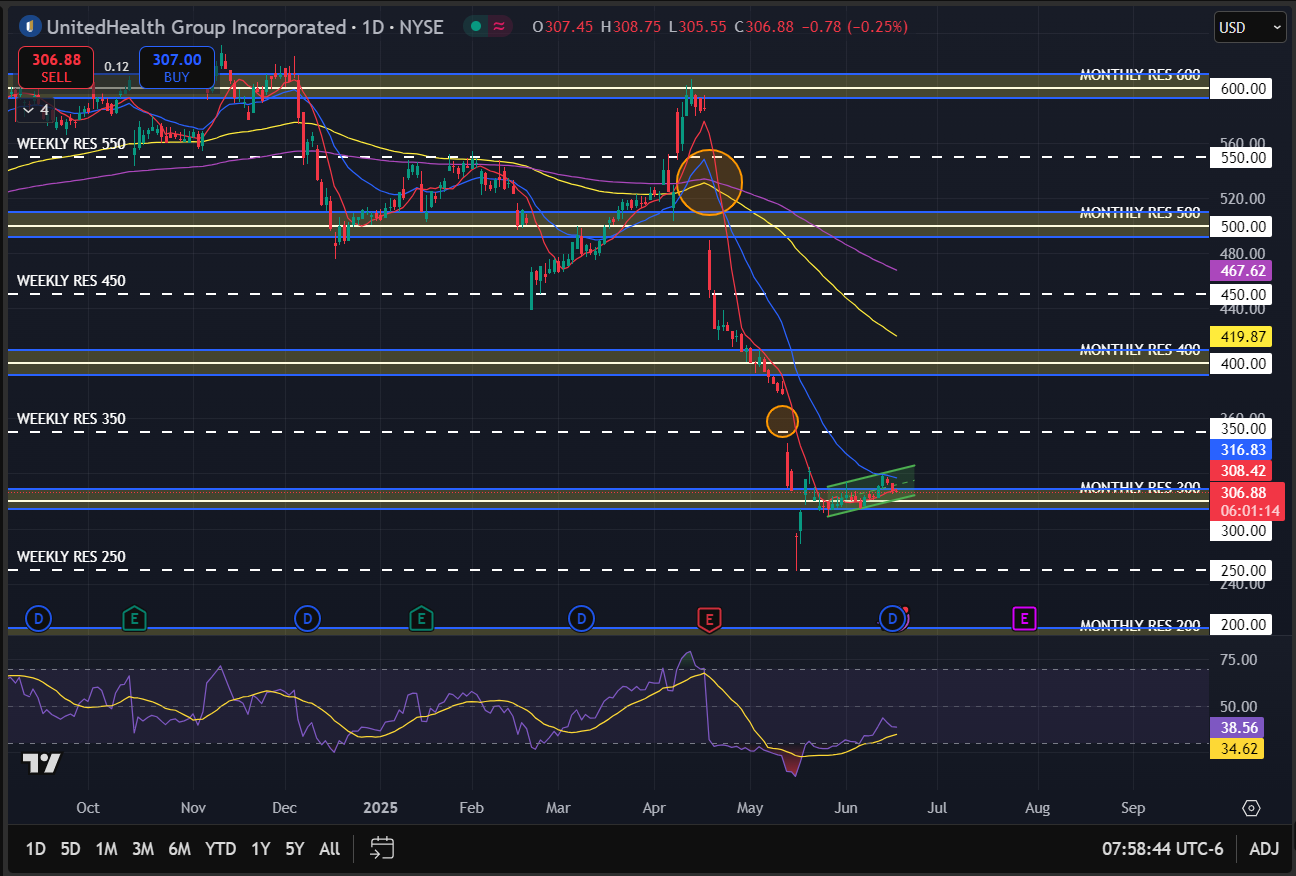 UnitedHealth Group Incorporated · 1D · NYSE O307.45 H308.75 L305.55 C306.88 −0.78 (−0.25%)
USD
306.88 SELL
0.12
307.00 BUY
4
MONTHLY RES 600
600.00
WEEKLY RES 550
560.00
550.00
520.00
MONTHLY RES 500
500.00
480.00
467.62
WEEKLY RES 450
450.00
440.00
419.87
MONTHLY RES 400
400.00
WEEKLY RES 350
360.00
350.00
316.83
308.42
MONTHLY RES 300
306.88
06:01:14
300.00
WEEKLY RES 250
250.00
240.00
D E D E D E D E
MONTHLY RES 200
200.00
75.00
50.00
38.56
34.62
Oct Nov Dec 2025 Feb Mar Apr May Jun Jul Aug Sep
1D 5D 1M 3M 6M YTD 1Y 5Y All
07:58:44 UTC-6 ADJ